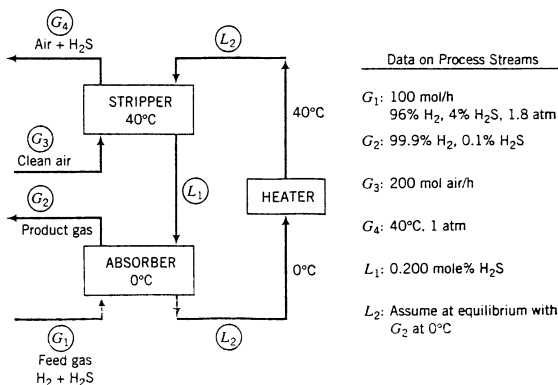 G4
Air + H2S
L2
STRIPPER
40°C
40°C
G3
Clean air
L1
HEATER
G2
Product gas
ABSORBER
0°C
0°C
G1
L2
Feed gas
H2 + H2S
Data on Process Streams
G1: 100 mol/h
96% H2, 4% H2S, 1.8 atm
G2: 99.9% H2, 0.1% H2S
G3: 200 mol air/h
G4: 40°C, 1 atm
L1: 0.200 mole% H2S
L2: Assume at equilibrium with
G2 at 0°C